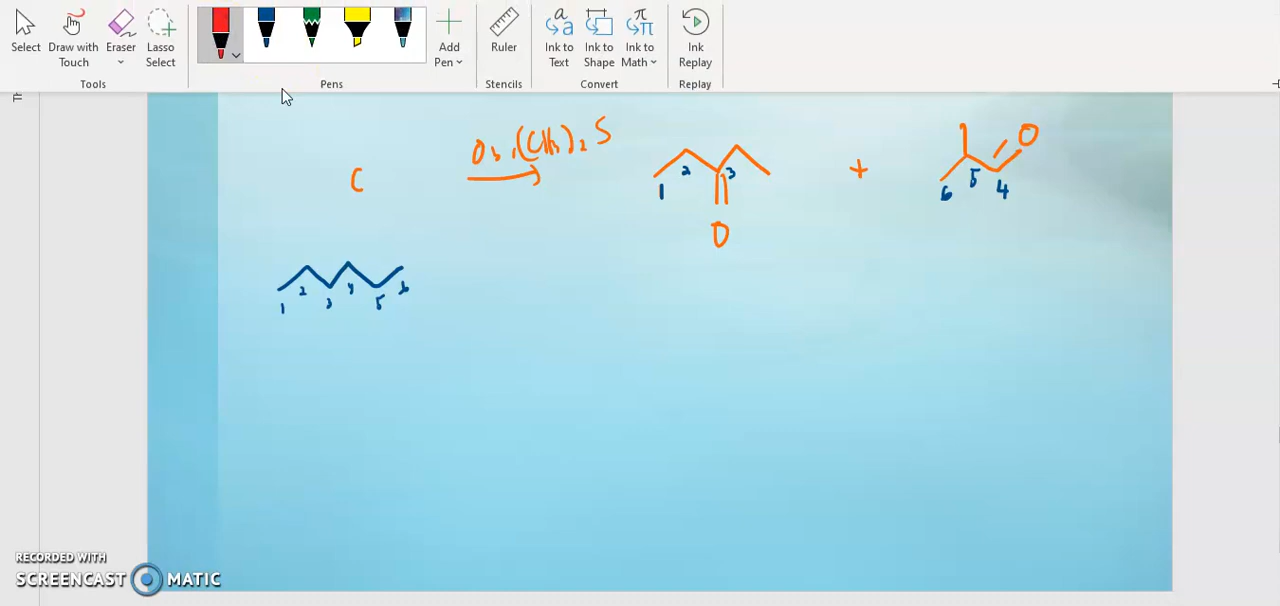 Select
Draw with Touch
Eraser
Lasso Select
Add Pen
Ruler
Ink to Text
Ink to Shape
Ink to Math
Ink Replay
Tools
Pens
Stencils
Convert
Replay
C
O3, (CH3)2 S
1 2 3
O
+
O
6 5 4
1 2 3 4 5 6
RECORDED WITH
SCREENCAST MATIC